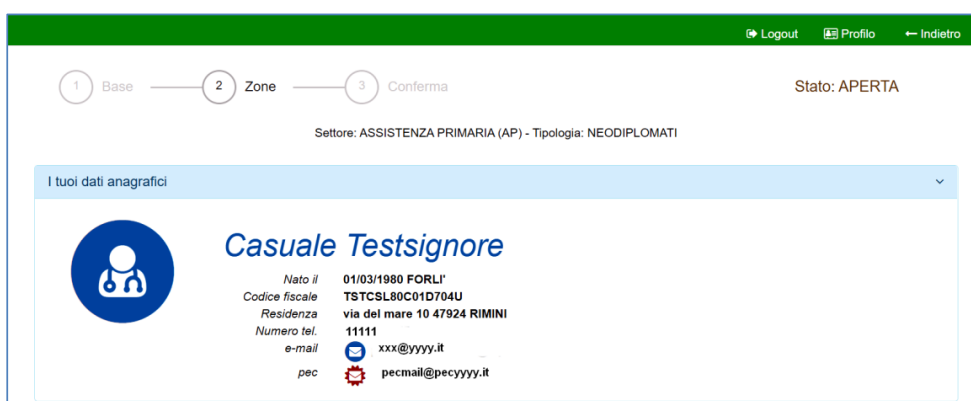 Logout Profilo ← Indietro
1 Base 2 Zone 3 Conferma Stato: APERTA
Settore: ASSISTENZA PRIMARIA (AP) - Tipologia: NEODIPLOMATI
I tuoi dati anagrafici
Casuale Testsignore
Nato il 01/03/1980 FORLI'
Codice fiscale TSTCSL80C01D704U
Residenza via del mare 10 47924 RIMINI
Numero tel. 11111
e-mail xxx@yyyy.it
pec pecmail@pecyyyy.it